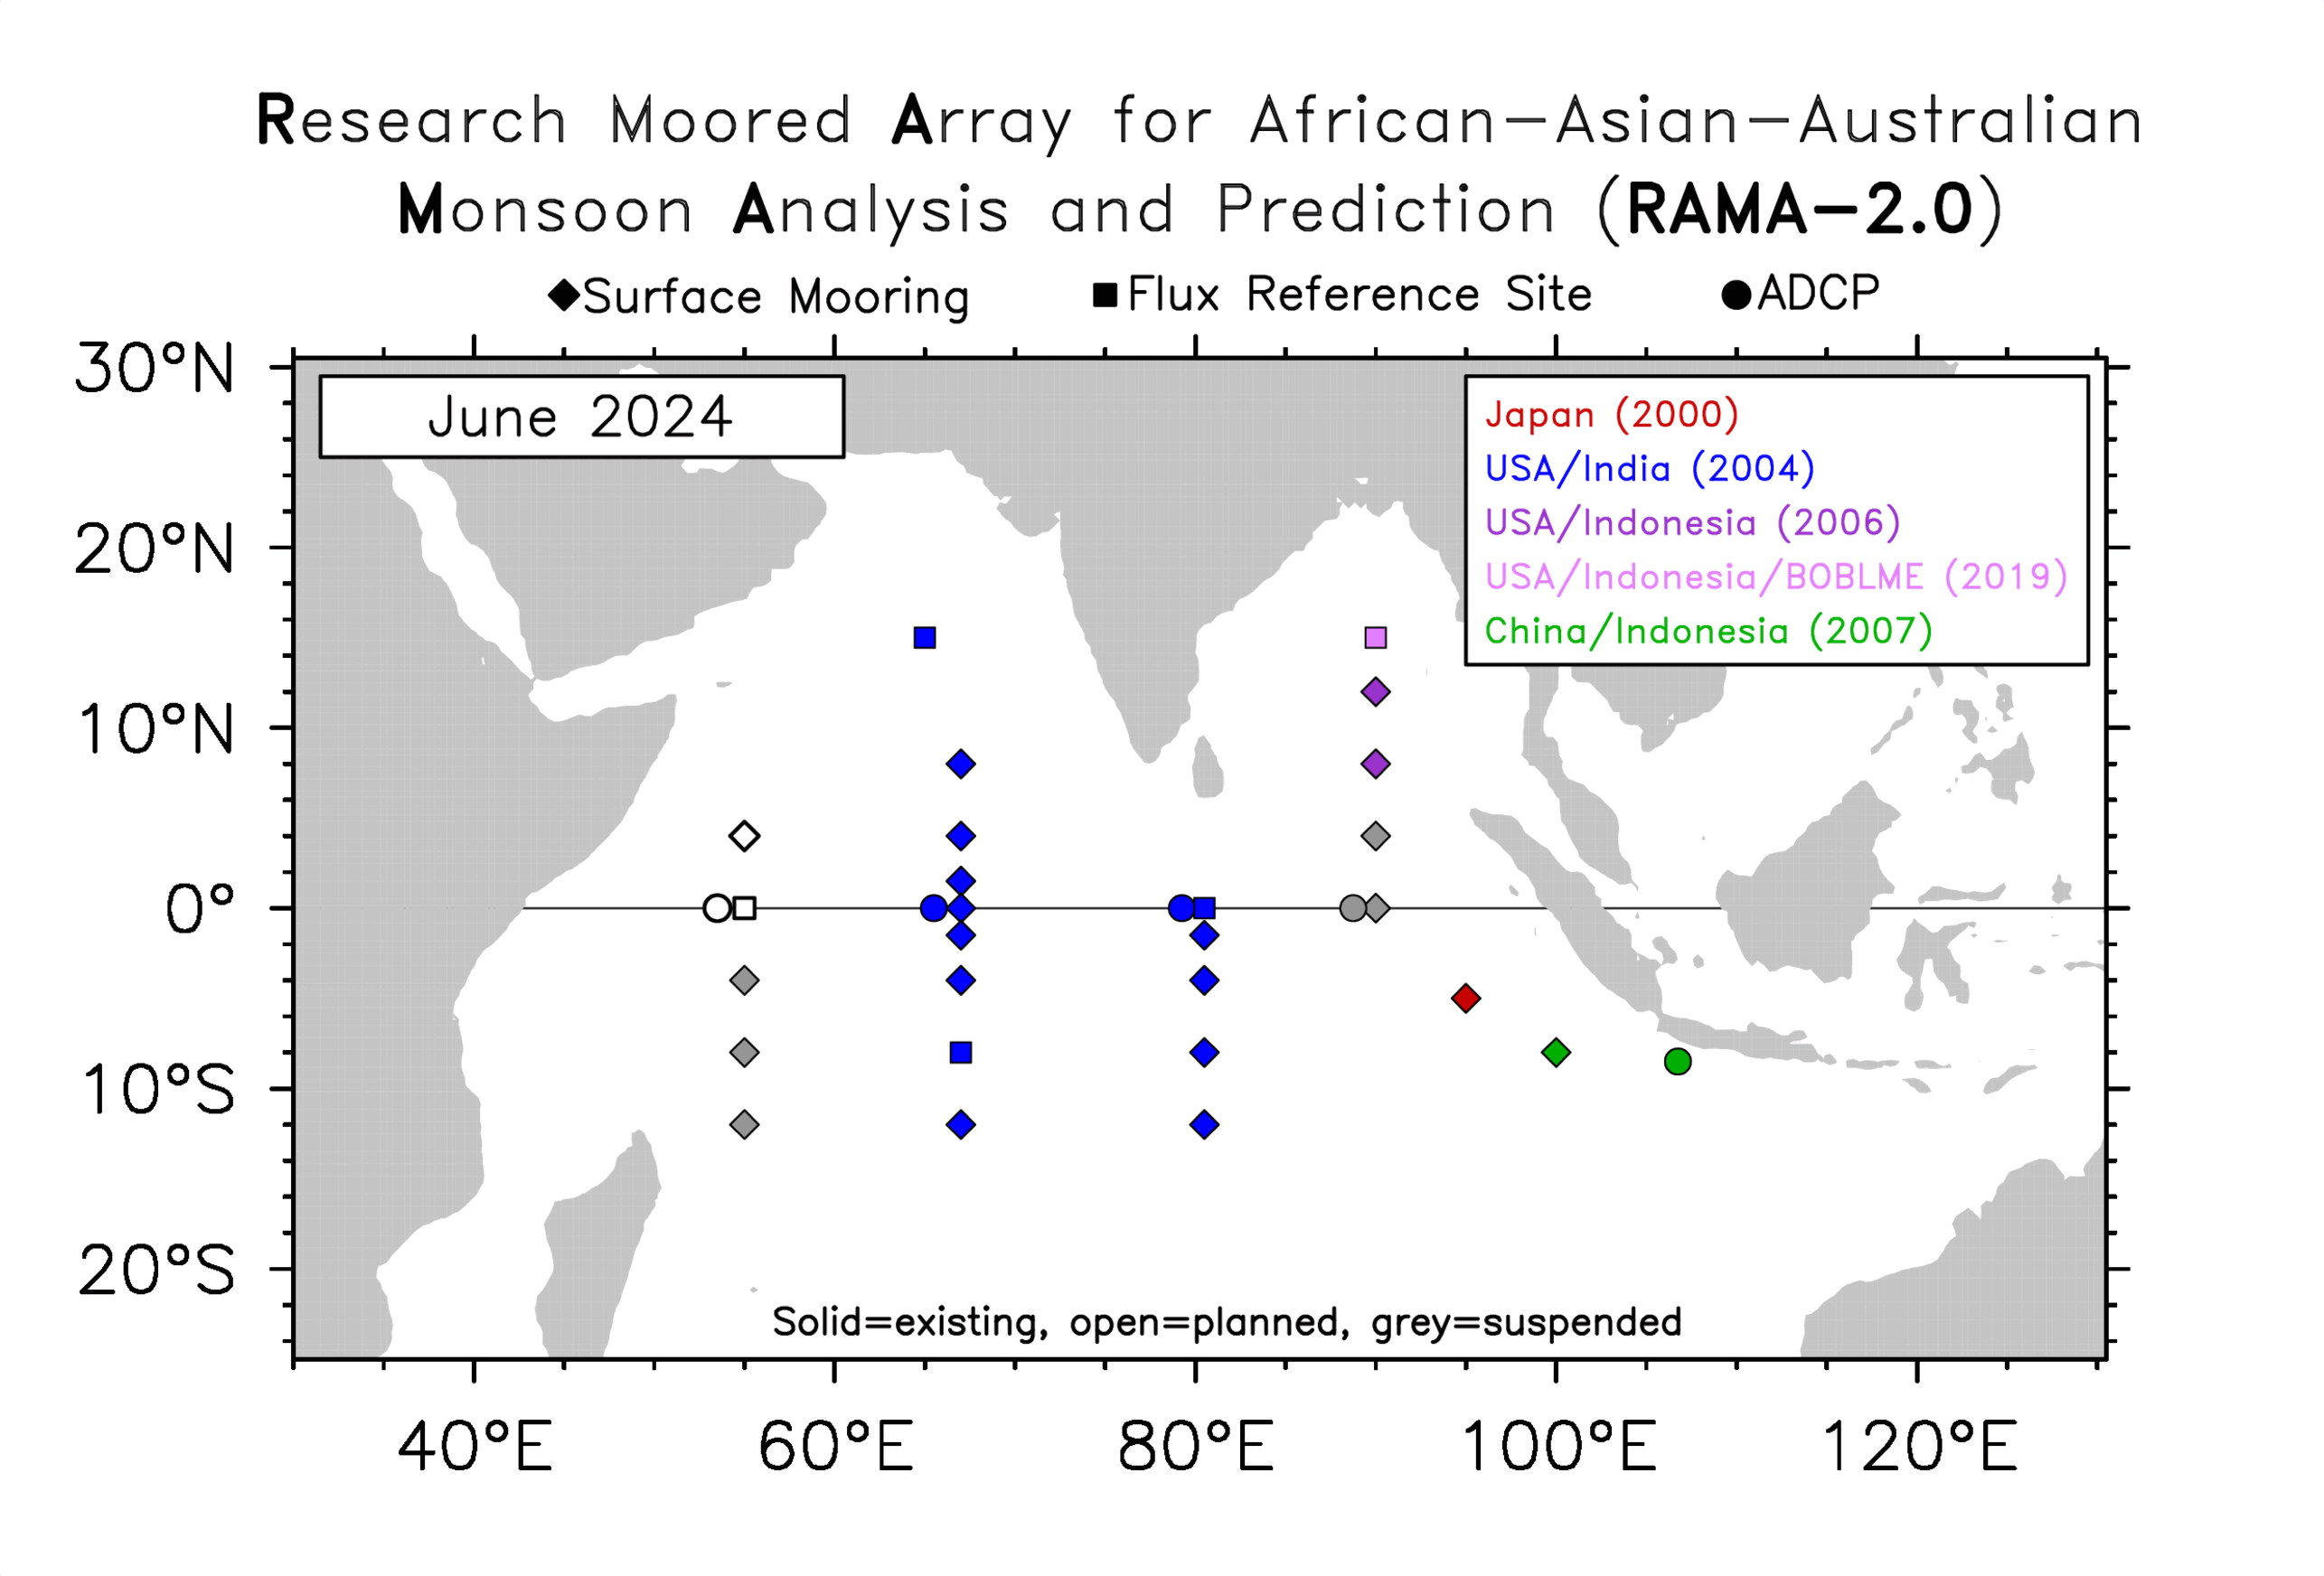 Research Moored Array for African-Asian-Australian
Monsoon Analysis and Prediction (RAMA-2.0)
Surface Mooring Flux Reference Site ADCP
30°N
June 2024
Japan (2000)
USA/India (2004)
20°N
USA/Indonesia (2006)
USA/Indonesia/BOBLME (2019)
China/Indonesia (2007)
10°N
0°
10°S
20°S
Solid=existing, open=planned, grey=suspended
40°E 60°E 80°E 100°E 120°E